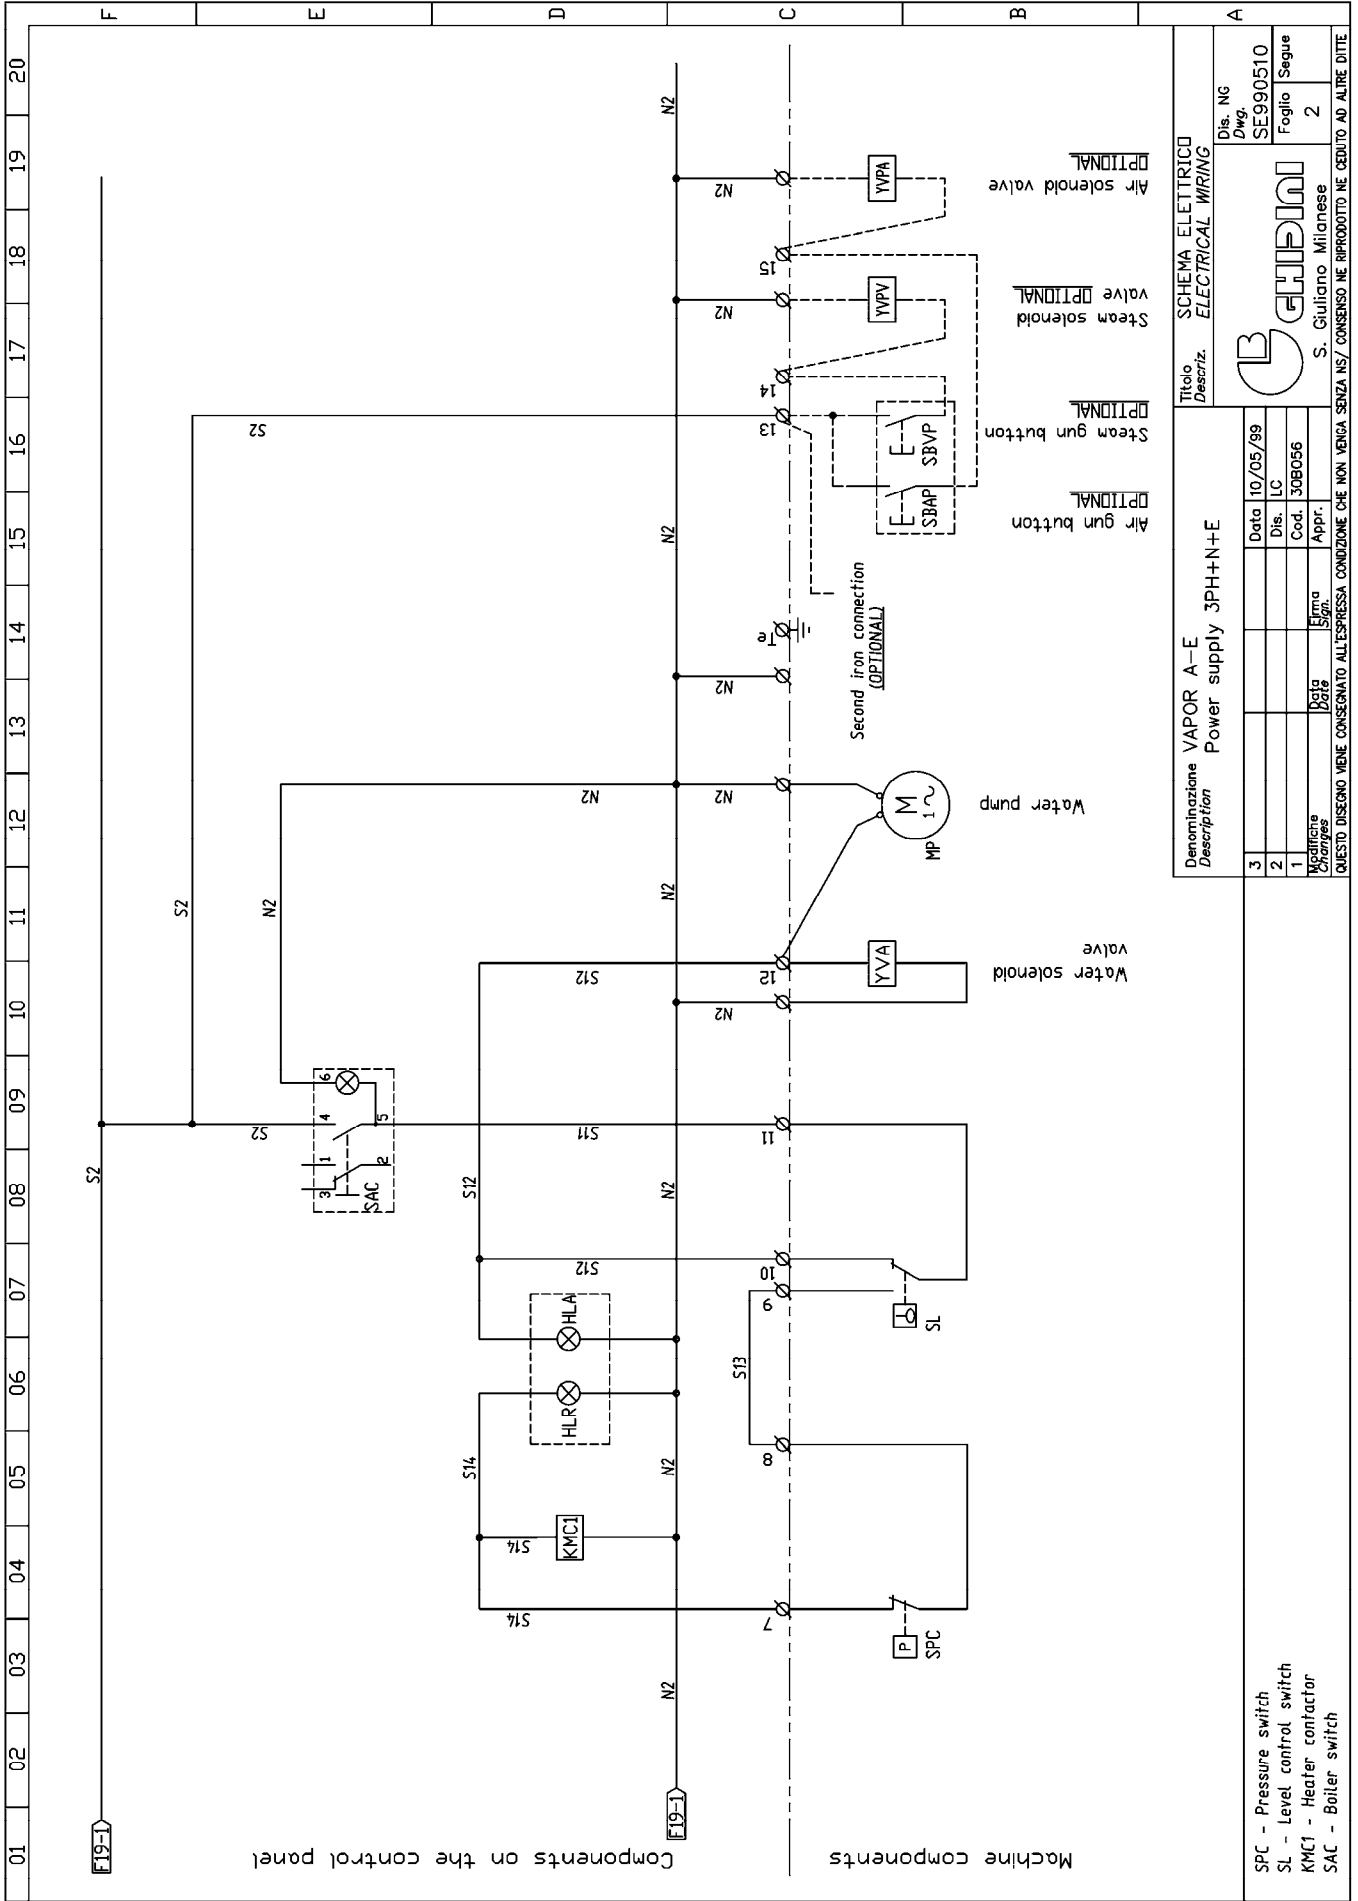 01 02 03 04 05 06 07 08 09 10 11 12 13 14 15 16 17 18 19 20
F
E
D
C
B
A
F19-1
S2
S2
S2
S2
N2
N2
Components on the control panel
SAC
3
1
2
4
5
6
S14
S14
S14
KMC1
HLR
HLA
S12
S12
S12
S11
F19-1
N2
N2
N2
N2
N2
N2
N2
N2
N2
N2
N2
S13
7
8
9
10
11
12
Te
13
14
15
Machine components
P
SPC
SL
YVA
M
1~
MP
Second iron connection
(OPTIONAL)
SBAP
SBVP
YVPV
YVPA
Water solenoid
valve
Water pump
Air gun button
OPTIONAL
Steam gun button
OPTIONAL
Steam solenoid
valve OPTIONAL
Air solenoid valve
OPTIONAL
SPC - Pressure switch
SL - Level control switch
KMC1 - Heater contactor
SAC - Boiler switch
Denominazione
Description
VAPOR A-E
Power supply 3PH+N+E
3
2
1
Modifiche
Changes
Data
Date
Firma
Sign.
Data 10/05/99
Dis. LC
Cod. 30B056
Appr.
Titolo
Descriz.
SCHEMA ELETTRICO
ELECTRICAL WIRING
LB GHIDINI
S. Giuliano Milanese
Dis. NG
Dwg.
SE990510
Foglio
2
Segue
QUESTO DISEGNO VIENE CONSEGNATO ALL'ESPRESSA CONDIZIONE CHE NON VENGA SENZA NS/ CONSENSO NE RIPRODOTTO NE CEDUTO AD ALTRE DITTE